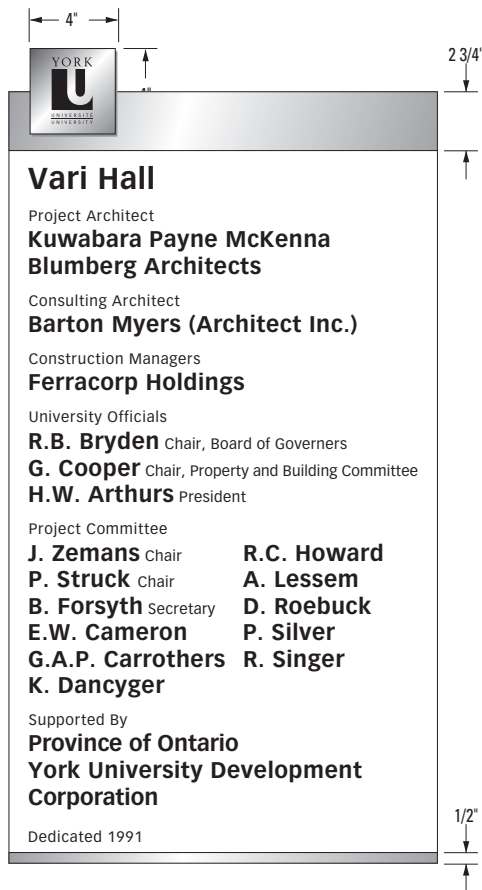 4"
YORK
U
UNIVERSITÉ
UNIVERSITY
4"
2 3/4'
Vari Hall
Project Architect
Kuwabara Payne McKenna
Blumberg Architects
Consulting Architect
Barton Myers (Architect Inc.)
Construction Managers
Ferracorp Holdings
University Officials
R.B. Bryden Chair, Board of Governors
G. Cooper Chair, Property and Building Committee
H.W. Arthurs President
Project Committee
J. Zemans Chair
P. Struck Chair
B. Forsyth Secretary
E.W. Cameron
G.A.P. Carrothers
K. Dancyger
R.C. Howard
A. Lessem
D. Roebuck
P. Silver
R. Singer
Supported By
Province of Ontario
York University Development
Corporation
Dedicated 1991
1/2"